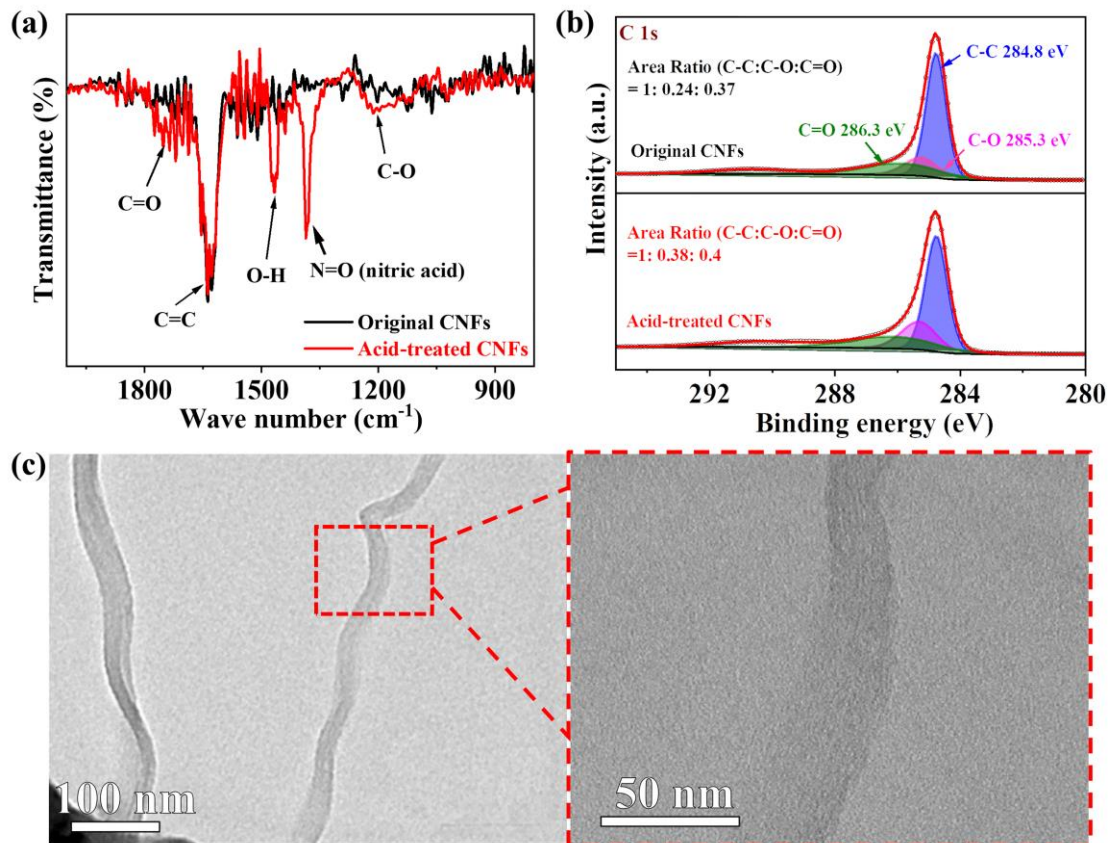 (a)
Transmittance (%)
C=O
C=C
O-H
N=O (nitric acid)
C-O
Original CNFs
Acid-treated CNFs
1800
1500
1200
900
Wave number (cm⁻¹)
(b)
C 1s
Area Ratio (C-C:C-O:C=O)
= 1: 0.24: 0.37
C-C 284.8 eV
C=O 286.3 eV
C-O 285.3 eV
Original CNFs
Area Ratio (C-C:C-O:C=O)
=1: 0.38: 0.4
Acid-treated CNFs
Intensity (a.u.)
292
288
284
280
Binding energy (eV)
(c)
100 nm
50 nm